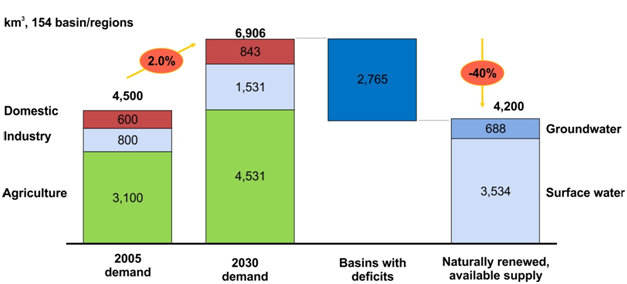 km³, 154 basin/regions
6,906
2.0%
843
-40%
2,765
1,531
4,500
4,200
Domestic
600
688
Groundwater
Industry
800
4,531
Agriculture
3,100
3,534
Surface water
2005
demand
2030
demand
Basins with
deficits
Naturally renewed,
available supply